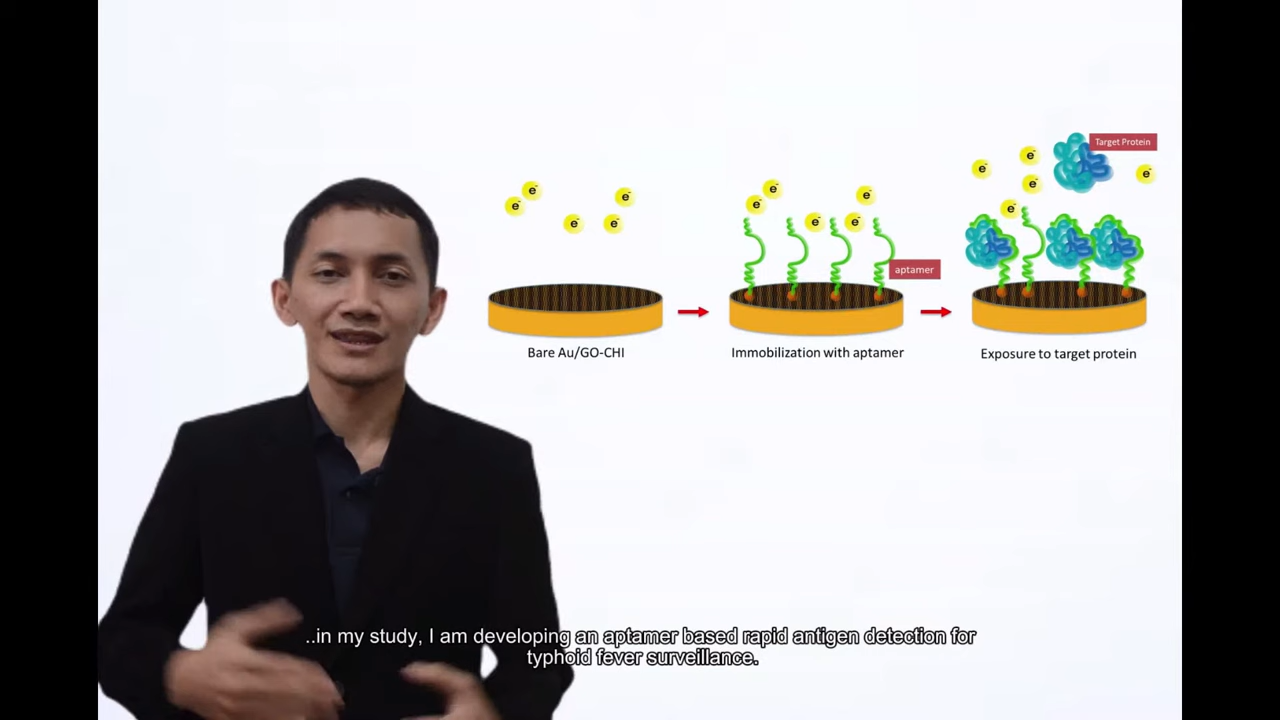 e⁻
e⁻
e⁻
e⁻
e⁻
Bare Au/GO-CHI
e⁻
e⁻
e⁻
e⁻
e⁻
aptamer
Immobilization with aptamer
e⁻
e⁻
e⁻
e⁻
e⁻
Target Protein
Exposure to target protein
..in my study, I am developing an aptamer based rapid antigen detection for
typhoid fever surveillance.